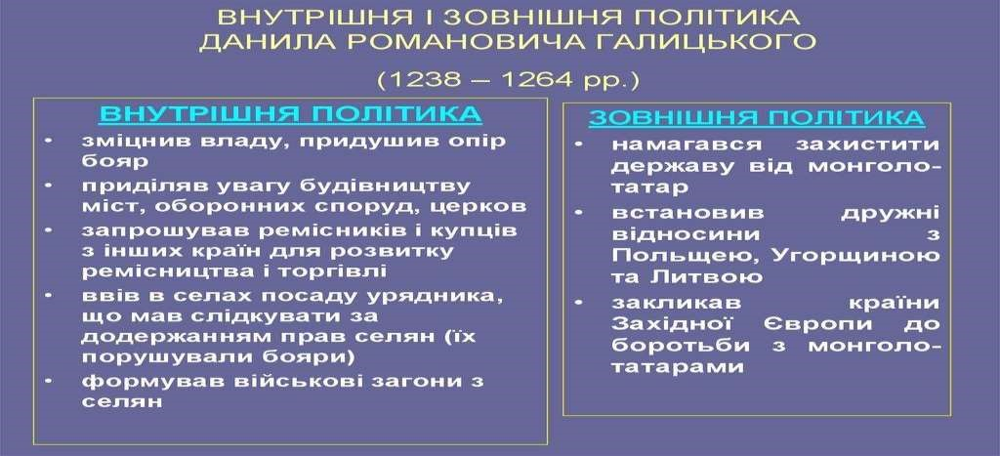 ВНУТРІШНЯ І ЗОВНІШНЯ ПОЛІТИКА
ДАНИЛА РОМАНОВИЧА ГАЛИЦЬКОГО
(1238 – 1264 рр.)
ВНУТРІШНЯ ПОЛІТИКА
• зміцнив владу, придушив опір
бояр
• приділяв увагу будівництву
міст, оборонних споруд, церков
• запрошував ремісників і купців
з інших країн для розвитку
ремісництва і торгівлі
• ввів в селах посаду урядника,
що мав слідкувати за
додержанням прав селян (їх
порушували бояри)
• формував військові загони з
селян
ЗОВНІШНЯ ПОЛІТИКА
• намагався захистити
державу від монголо-
татар
• встановив дружні
відносини з
Польщею, Угорщиною
та Литвою
• закликав країни
Західної Європи до
боротьби з монголо-
татарами